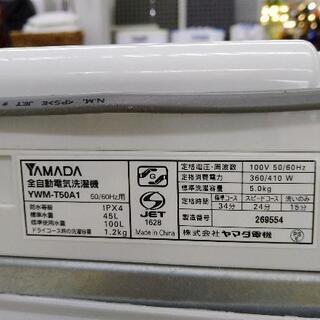 N.M. <PS>E JET
YAMADA
全自動電気洗濯機
YWM-T50A1 50/60Hz用
防水等級 IPX4
標準水量 45L
標準使用水量 100L
ドライコース時の洗濯容量 1.2kg
G
S
JET
1628
Made in China
定格電圧・周波数 100V 50/60Hz
定格消費電力 360/410 W
定格容量 5.0kg
定格時間 標準コース スピードコース 洗いのみ
34分 24分 15分
製造番号 269554
株式会社ヤマダ電機
PS
E